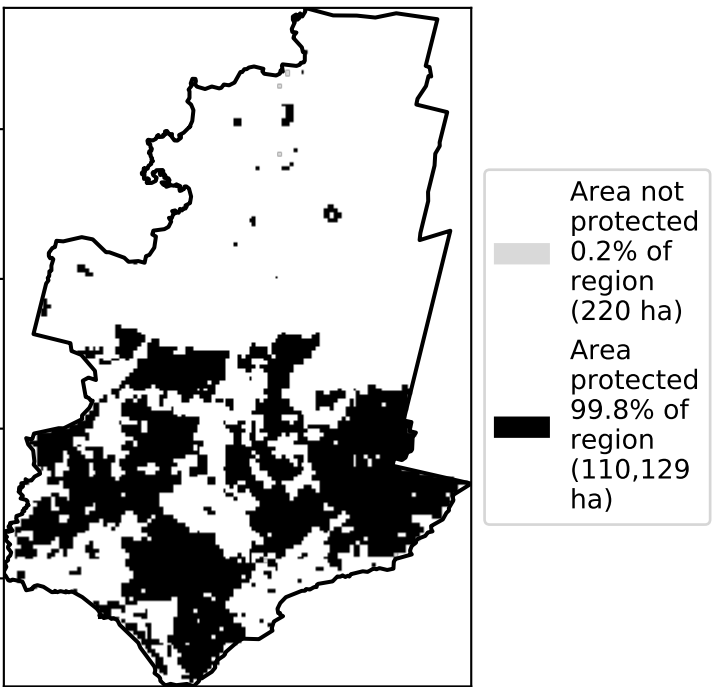 Area not
protected
0.2% of
region
(220 ha)
Area
protected
99.8% of
region
(110,129
ha)